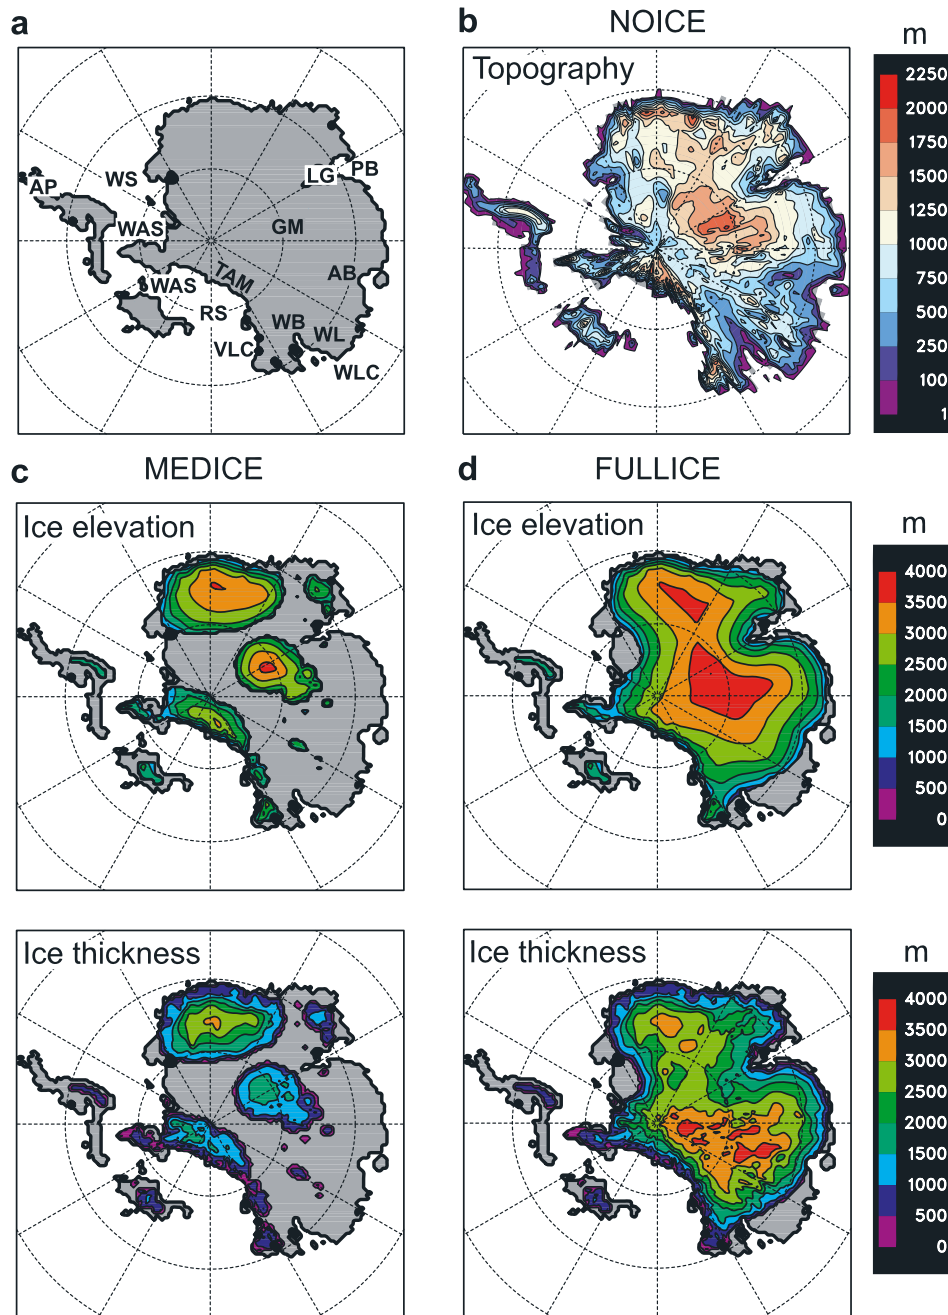 a
b
NOICE
m
Topography
AP
WS
LG
PB
WAS
GM
WAS
TAM
AB
RS
WB
WL
VLC
WLC
2250
2000
1750
1500
1250
1000
750
500
250
100
1
c
MEDICE
d
FULLICE
m
Ice elevation
Ice elevation
4000
3500
3000
2500
2000
1500
1000
500
0
Ice thickness
Ice thickness
m
4000
3500
3000
2500
2000
1500
1000
500
0